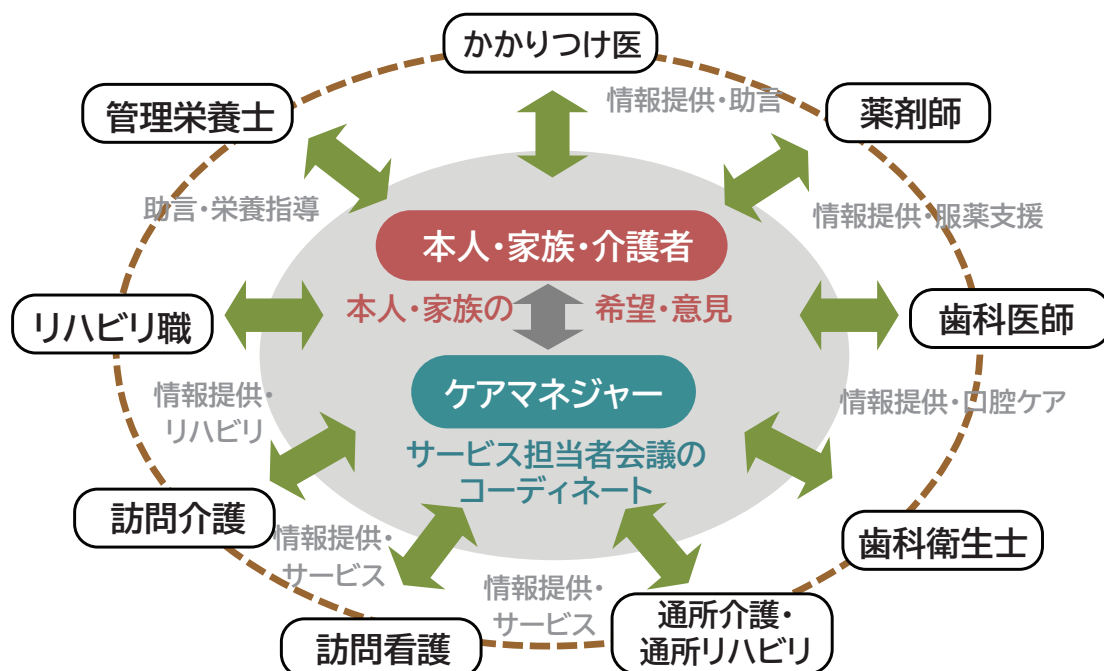 かかりつけ医
情報提供・助言
管理栄養士
薬剤師
助言・栄養指導
情報提供・服薬支援
本人・家族・介護者
本人・家族の 希望・意見
リハビリ職
歯科医師
ケアマネジャー
情報提供・
リハビリ
情報提供・口腔ケア
サービス担当者会議の
コーディネート
訪問介護
歯科衛生士
情報提供・
サービス
情報提供・
サービス
訪問看護
通所介護・
通所リハビリ